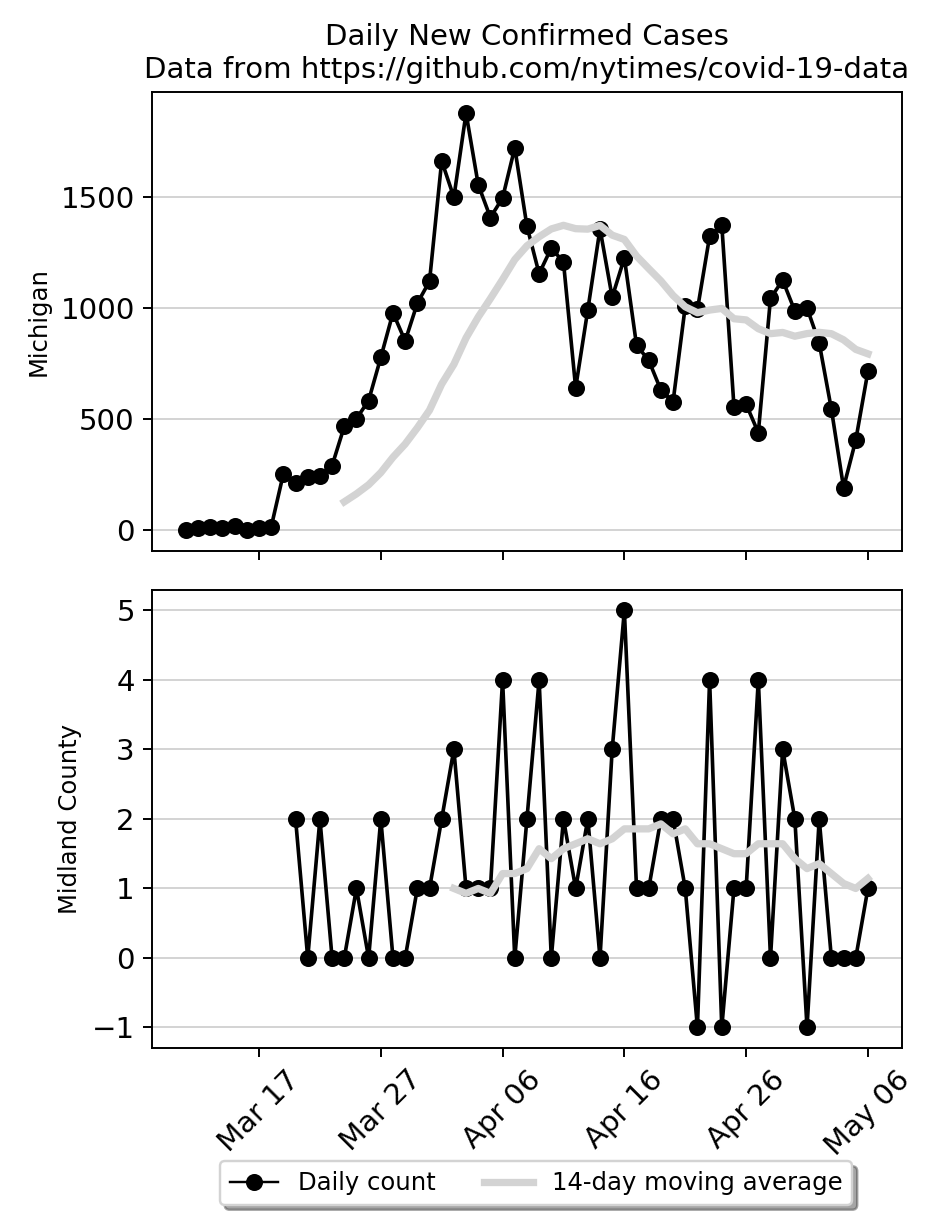 Daily New Confirmed Cases
Data from https://github.com/nytimes/covid-19-data
Michigan
1500
1000
500
0
Midland County
5
4
3
2
1
0
−1
Mar 17
Mar 27
Apr 06
Apr 16
Apr 26
May 06
Daily count
14-day moving average